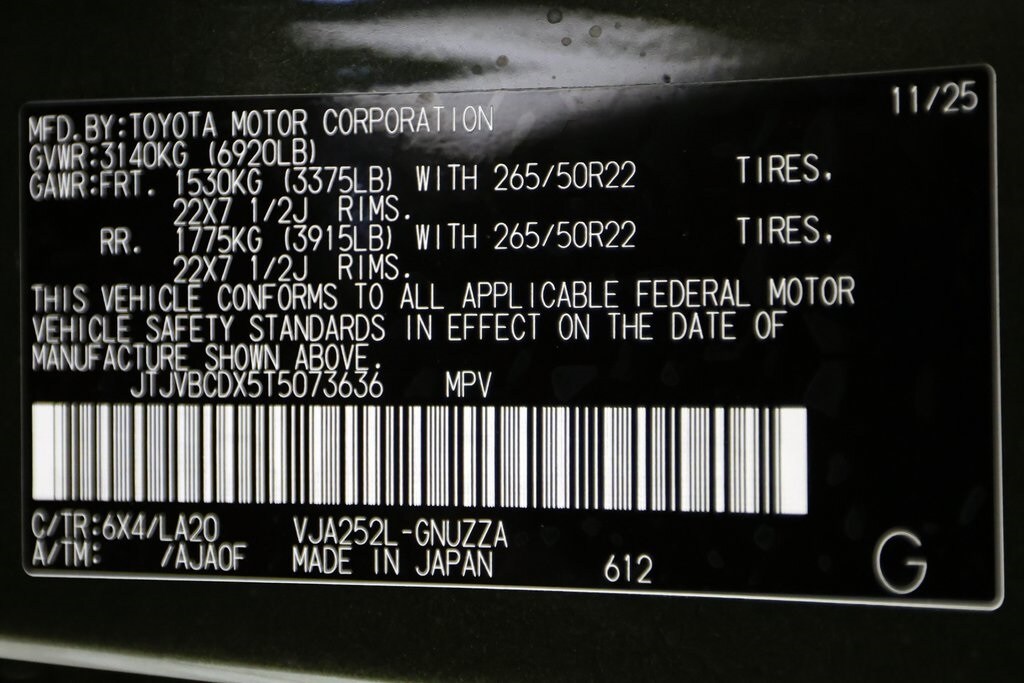 11/25
MFD.BY:TOYOTA MOTOR CORPORATION
GVWR:3140KG (6920LB)
GAWR:FRT. 1530KG (3375LB) WITH 265/50R22 TIRES.
22X7 1/2J RIMS.
RR. 1775KG (3915LB) WITH 265/50R22 TIRES.
22X7 1/2J RIMS.
THIS VEHICLE CONFORMS TO ALL APPLICABLE FEDERAL MOTOR
VEHICLE SAFETY STANDARDS IN EFFECT ON THE DATE OF
MANUFACTURE SHOWN ABOVE.
JTJVBCDX5T5073636 MPV
C/TR:6X4/LA20 VJA252L-GNUZZA
A/TM: /AJA0F MADE IN JAPAN 612
G